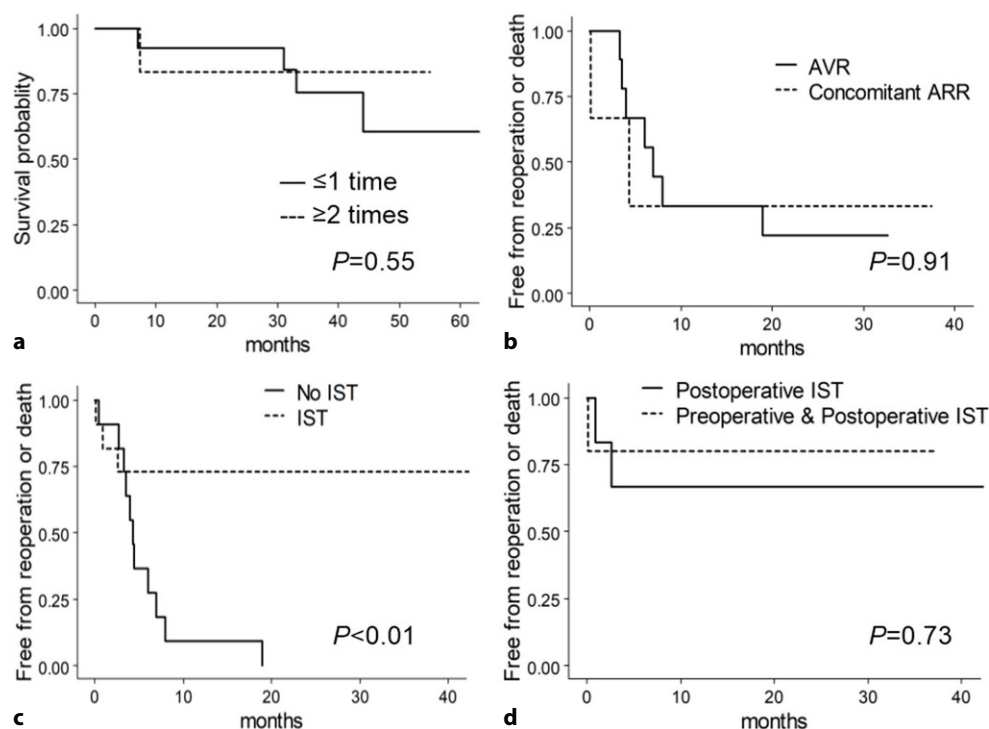 Survival probablity
1.00
0.75
0.50
0.25
0.00
≤1 time
≥2 times
P=0.55
0 10 20 30 40 50 60
months
a
Free from reoperation or death
1.00
0.75
0.50
0.25
0.00
AVR
Concomitant ARR
P=0.91
0 10 20 30 40
months
b
Free from reoperation or death
1.00
0.75
0.50
0.25
0.00
No IST
IST
P<0.01
0 10 20 30 40
months
c
Free from reoperation or death
1.00
0.75
0.50
0.25
0.00
Postoperative IST
Preoperative & Postoperative IST
P=0.73
0 10 20 30 40
months
d